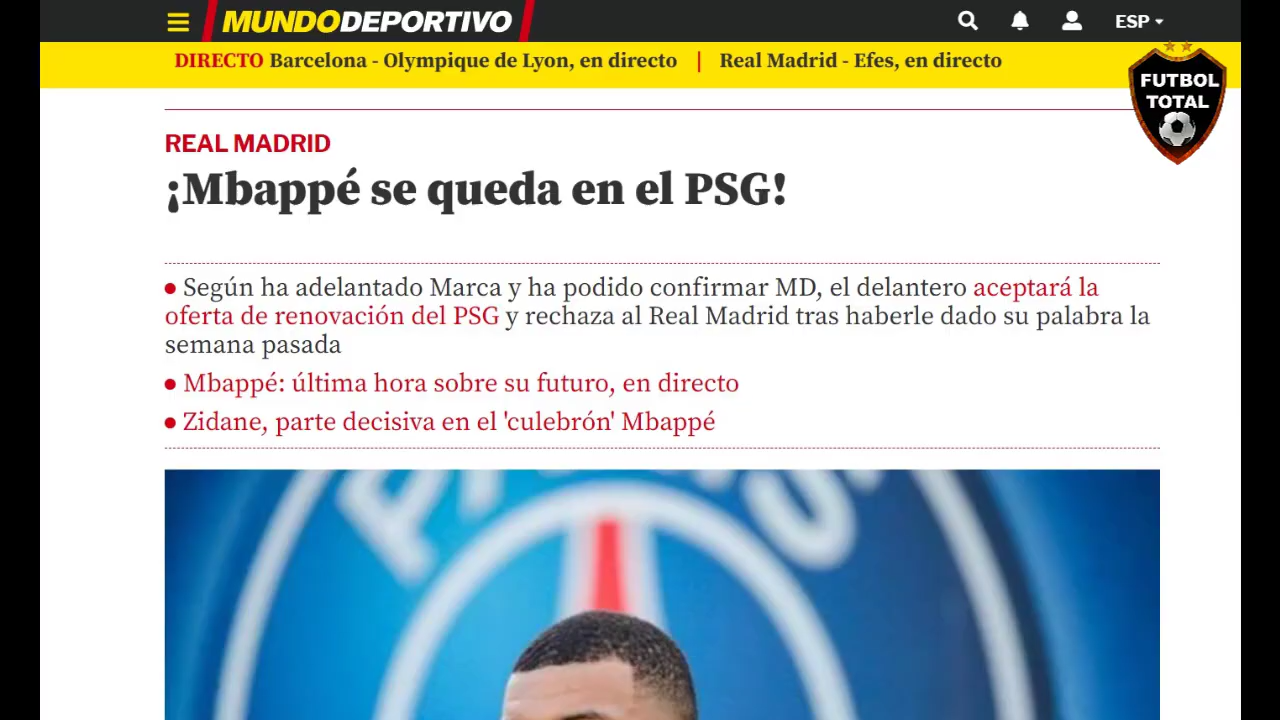 MUNDODEPORTIVO
ESP
DIRECTO Barcelona - Olympique de Lyon, en directo | Real Madrid - Efes, en directo
FUTBOL
TOTAL
REAL MADRID
¡Mbappé se queda en el PSG!
● Según ha adelantado Marca y ha podido confirmar MD, el delantero aceptará la
oferta de renovación del PSG y rechaza al Real Madrid tras haberle dado su palabra la
semana pasada
● Mbappé: última hora sobre su futuro, en directo
● Zidane, parte decisiva en el 'culebrón' Mbappé